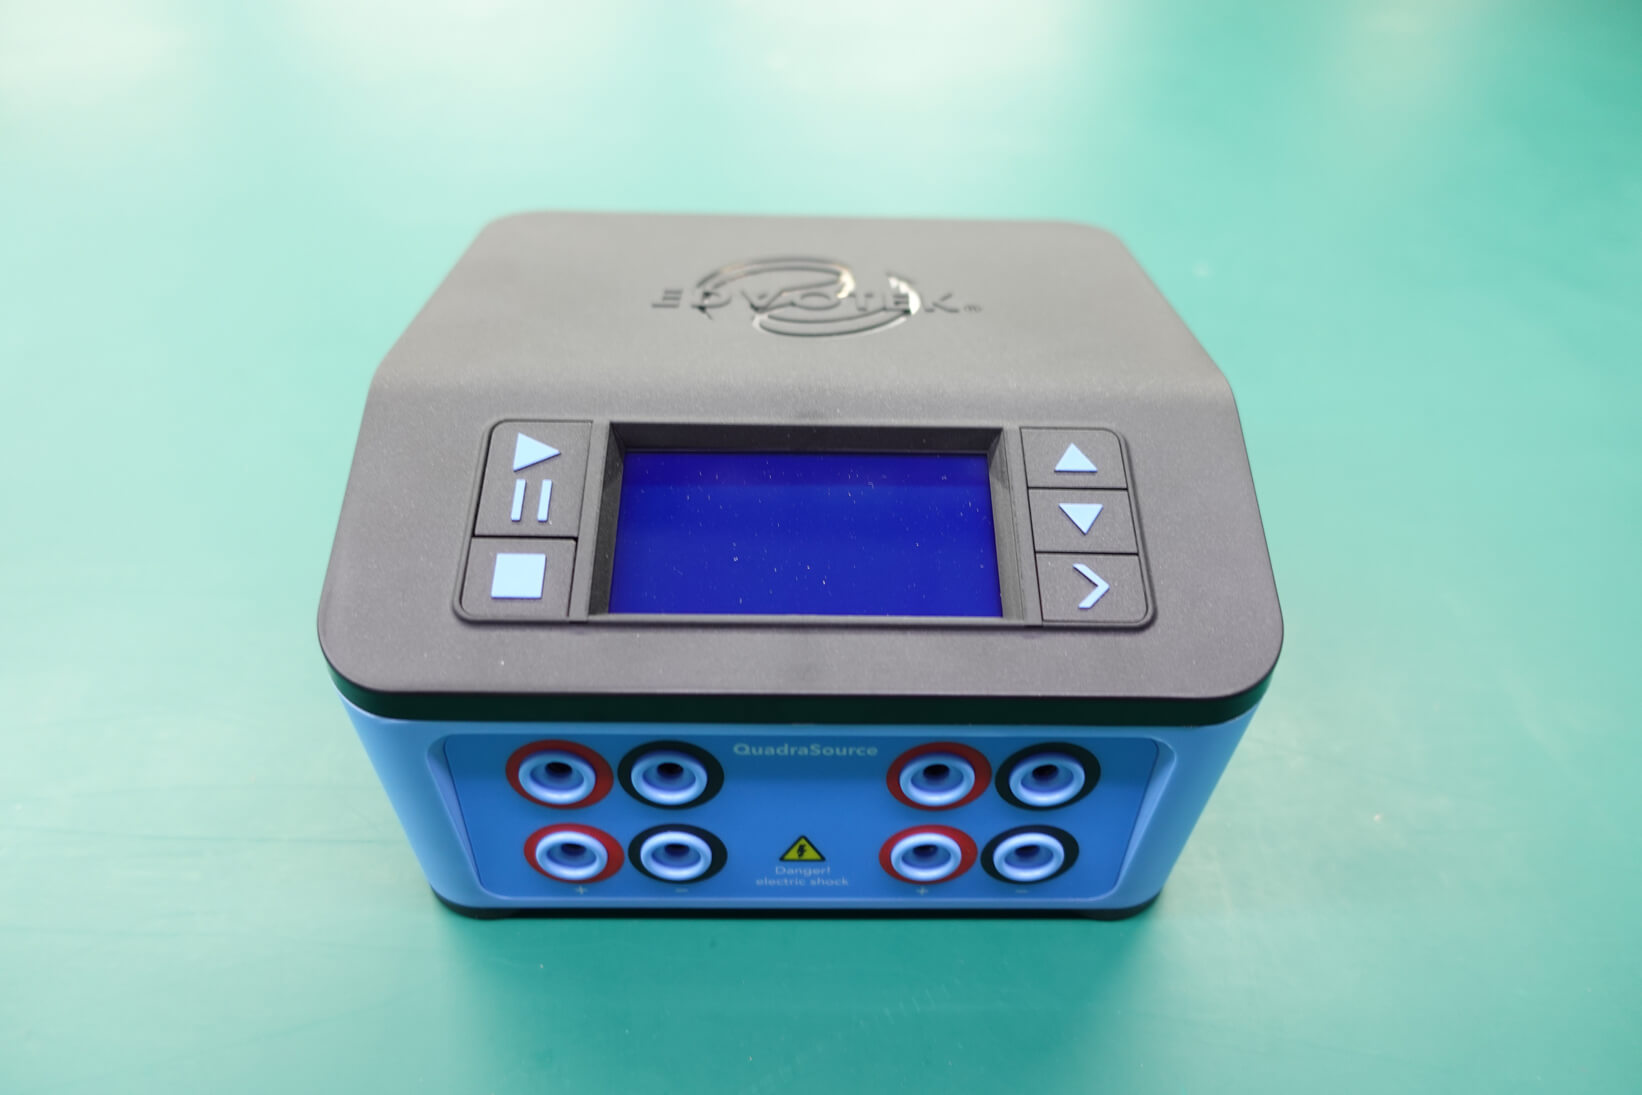 EDVOTEK®
QuadraSource
Danger!
electric shock
+ - + -